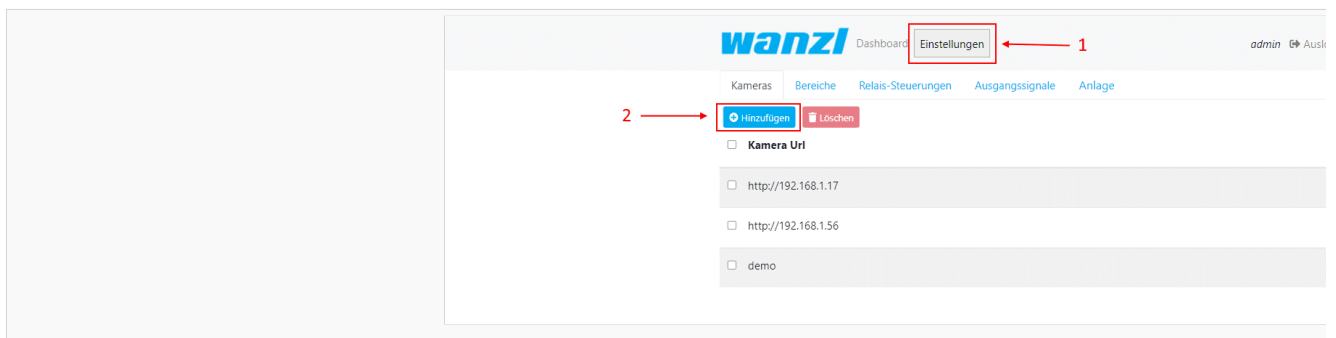 wanzl Dashboard Einstellungen 1 admin
Kameras Bereiche Relais-Steuerungen Ausgangssignale Anlage
2 Hinzufügen Löschen
Kamera Url
http://192.168.1.17
http://192.168.1.56
demo